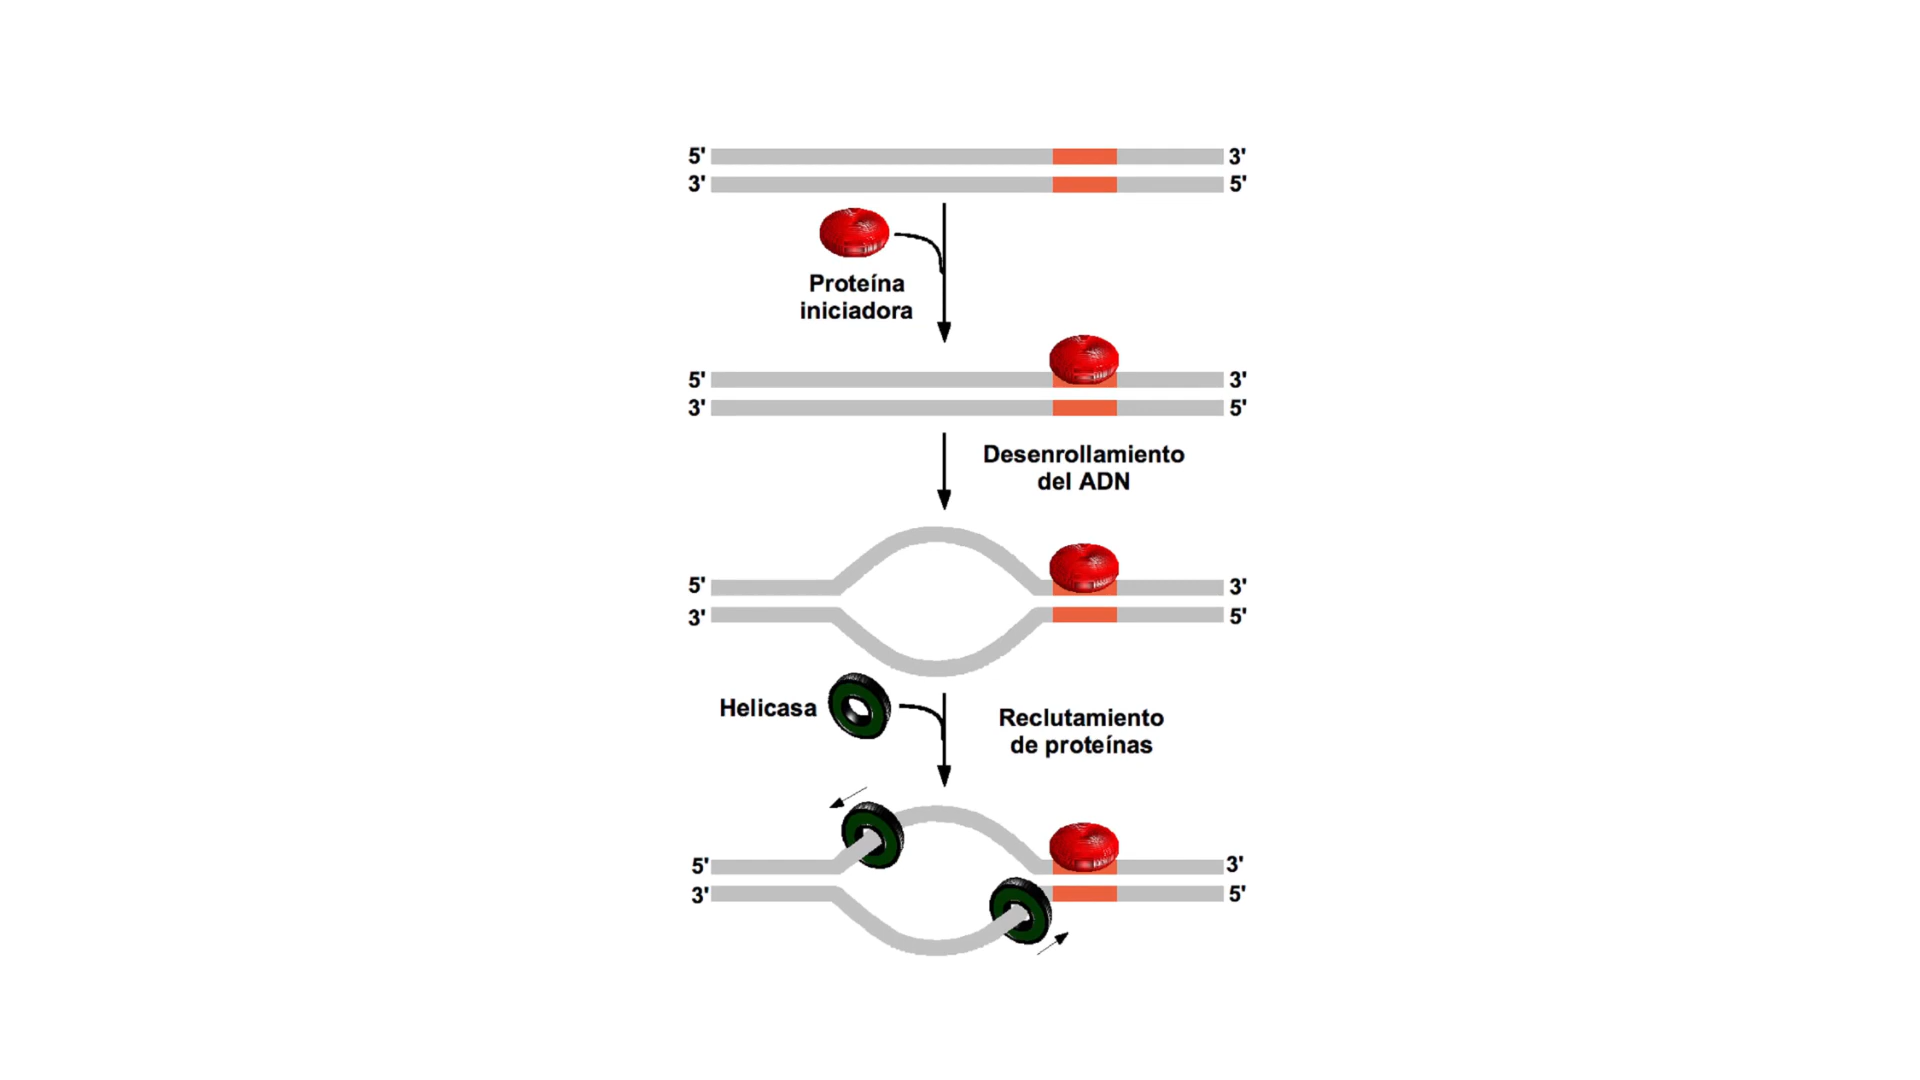 5' 3'
3' 5'
Proteína
iniciadora
5' 3'
3' 5'
Desenrollamiento
del ADN
5' 3'
3' 5'
Helicasa
Reclutamiento
de proteínas
5' 3'
3' 5'